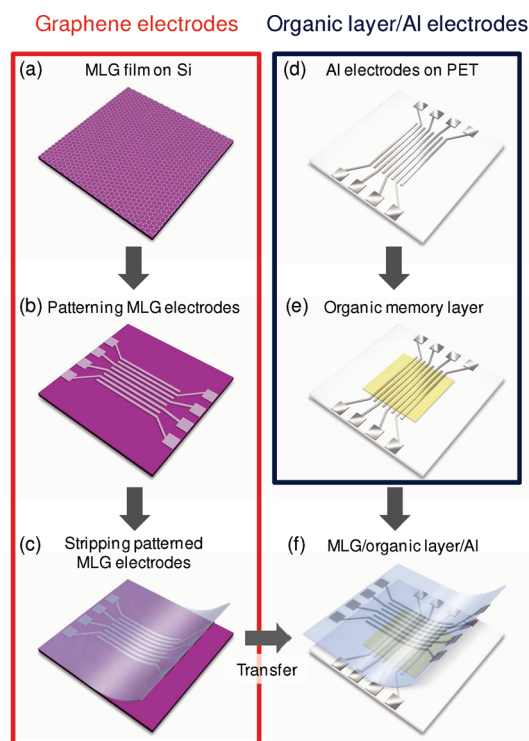 Graphene electrodes
(a) MLG film on Si
(b) Patterning MLG electrodes
(c) Stripping patterned
MLG electrodes
Transfer
Organic layer/Al electrodes
(d) Al electrodes on PET
(e) Organic memory layer
(f) MLG/organic layer/Al